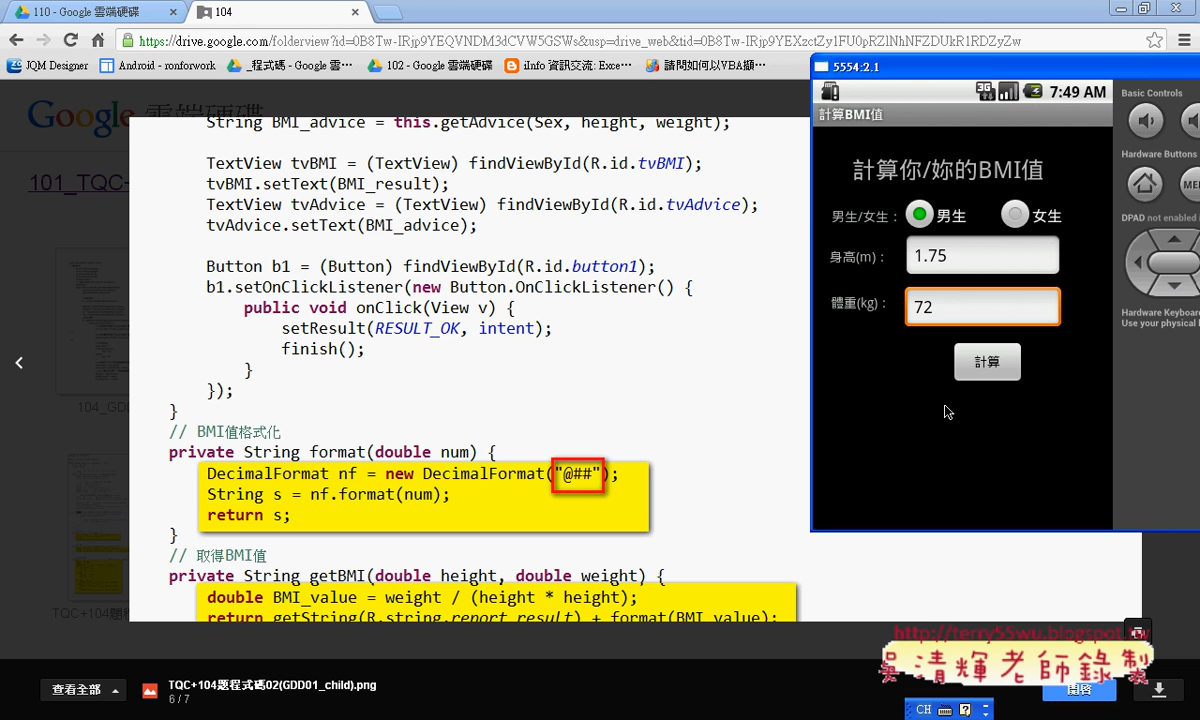 110 - Google 雲端硬碟
104
https://drive.google.com/folderview?id=0B8Tw-IRjp9YEQVNDM3dCVW5GSWs&usp=drive_web&tid=0B8Tw-IRjp9YEXzctZy1FU0pRZlNhNFZDUkR1RDZyZw
JQM Designer
Android - ronforwork
_程式碼 - Google 雲…
102 - Google 雲端硬碟
iInfo 資訊交流: Exce…
請問如何以VBA擷…
Google 雲端硬碟
101_TQC+
String BMI_advice = this.getAdvice(Sex, height, weight);
TextView tvBMI = (TextView) findViewById(R.id.tvBMI);
tvBMI.setText(BMI_result);
TextView tvAdvice = (TextView) findViewById(R.id.tvAdvice);
tvAdvice.setText(BMI_advice);
Button b1 = (Button) findViewById(R.id.button1);
b1.setOnClickListener(new Button.OnClickListener() {
public void onClick(View v) {
setResult(RESULT_OK, intent);
finish();
}
});
}
// BMI值格式化
private String format(double num) {
DecimalFormat nf = new DecimalFormat("@##");
String s = nf.format(num);
return s;
}
// 取得BMI值
private String getBMI(double height, double weight) {
double BMI_value = weight / (height * height);
return getString(R.string.report_result) + format(BMI_value);
104_GDD
TQC+104題
5554:2.1
3G
7:49 AM
計算BMI值
計算你/妳的BMI值
男生/女生：
男生
女生
身高(m)：
1.75
體重(kg)：
72
計算
Basic Controls
Hardware Buttons
MEN
DPAD not enabled i
Hardware Keyboar
Use your physical k
http://terry55wu.blogspot.tw
吳清輝老師錄製
查看全部
TQC+104題程式碼02(GDD01_child).png
6 / 7
開啓
CH